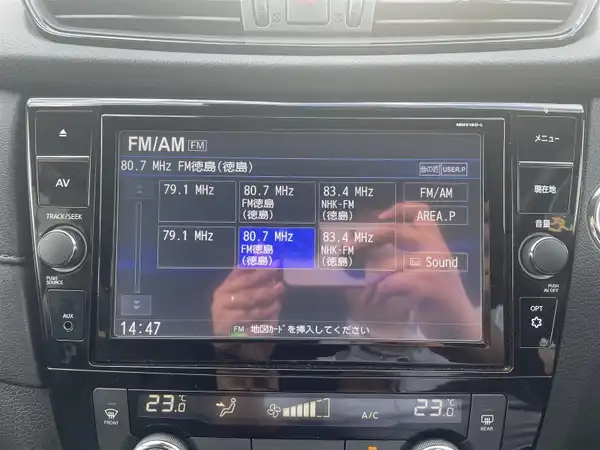 MM518D-L
FM/AM FM
メニュー
80.7 MHz FM徳島(徳島)
音の匠 USER.P
AV
79.1 MHz
80.7 MHz
FM徳島
(徳島)
83.4 MHz
NHK-FM
(徳島)
FM/AM
現在地
AREA.P
TRACK/SEEK
音量
79.1 MHz
80.7 MHz
FM徳島
(徳島)
83.4 MHz
NHK-FM
(徳島)
Sound
PUSH
SOURCE
PUSH
AV OFF
AUX
OPT
14:47
FM 地図ｶｰﾄﾞを挿入してください
23.0 °C
A/C
23.0 °C
FRONT
REAR